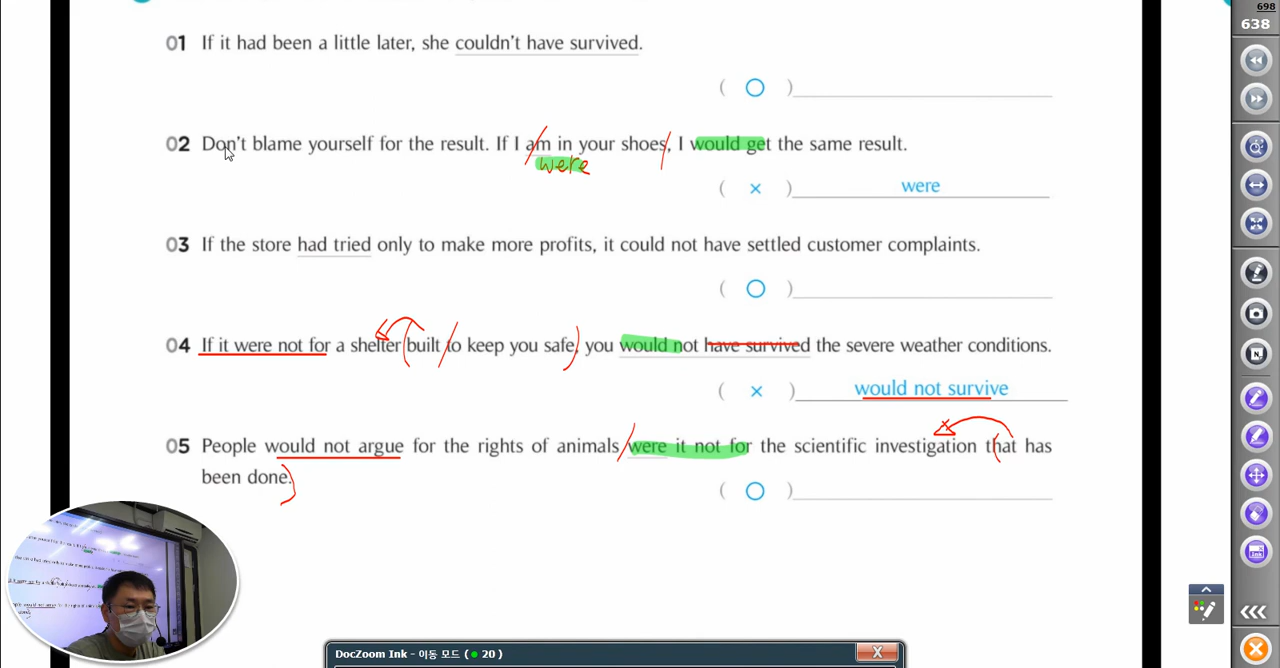 698
638
01 If it had been a little later, she couldn't have survived.
( ○ )
02 Don't blame yourself for the result. If I am in your shoes, I would get the same result.
were
( × ) were
03 If the store had tried only to make more profits, it could not have settled customer complaints.
( ○ )
04 If it were not for a shelter built to keep you safe, you would not have survived the severe weather conditions.
( × ) would not survive
05 People would not argue for the rights of animals were it not for the scientific investigation that has
been done.
( ○ )
DocZoom Ink - 이동 모드 ( ● 20 )
X